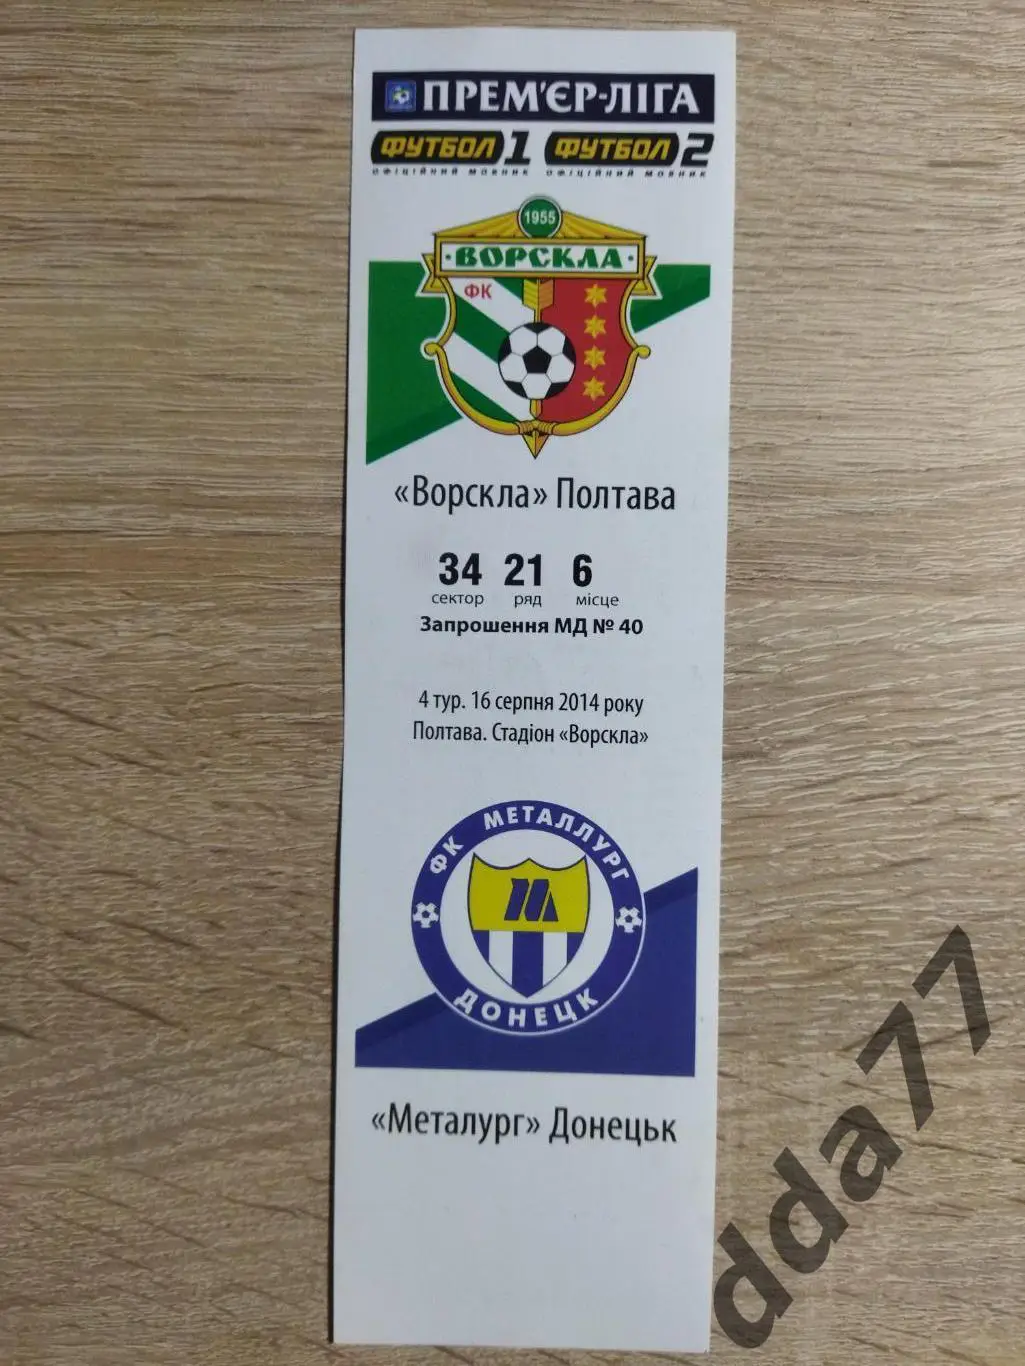 ПРЕМ'ЄР-ЛІГА
ФУТБОЛ 1 ФУТБОЛ 2
ОФІЦІЙНИЙ МОВНИК ОФІЦІЙНИЙ МОВНИК
1955
·ВОРСКЛА·
ФК
«Ворскла» Полтава
34 21 6
сектор ряд місце
Запрошення МД № 40
4 тур. 16 серпня 2014 року
Полтава. Стадіон «Ворскла»
ФК МЕТАЛЛУРГ
ДОНЕЦК
«Металург» Донецьк
dda77